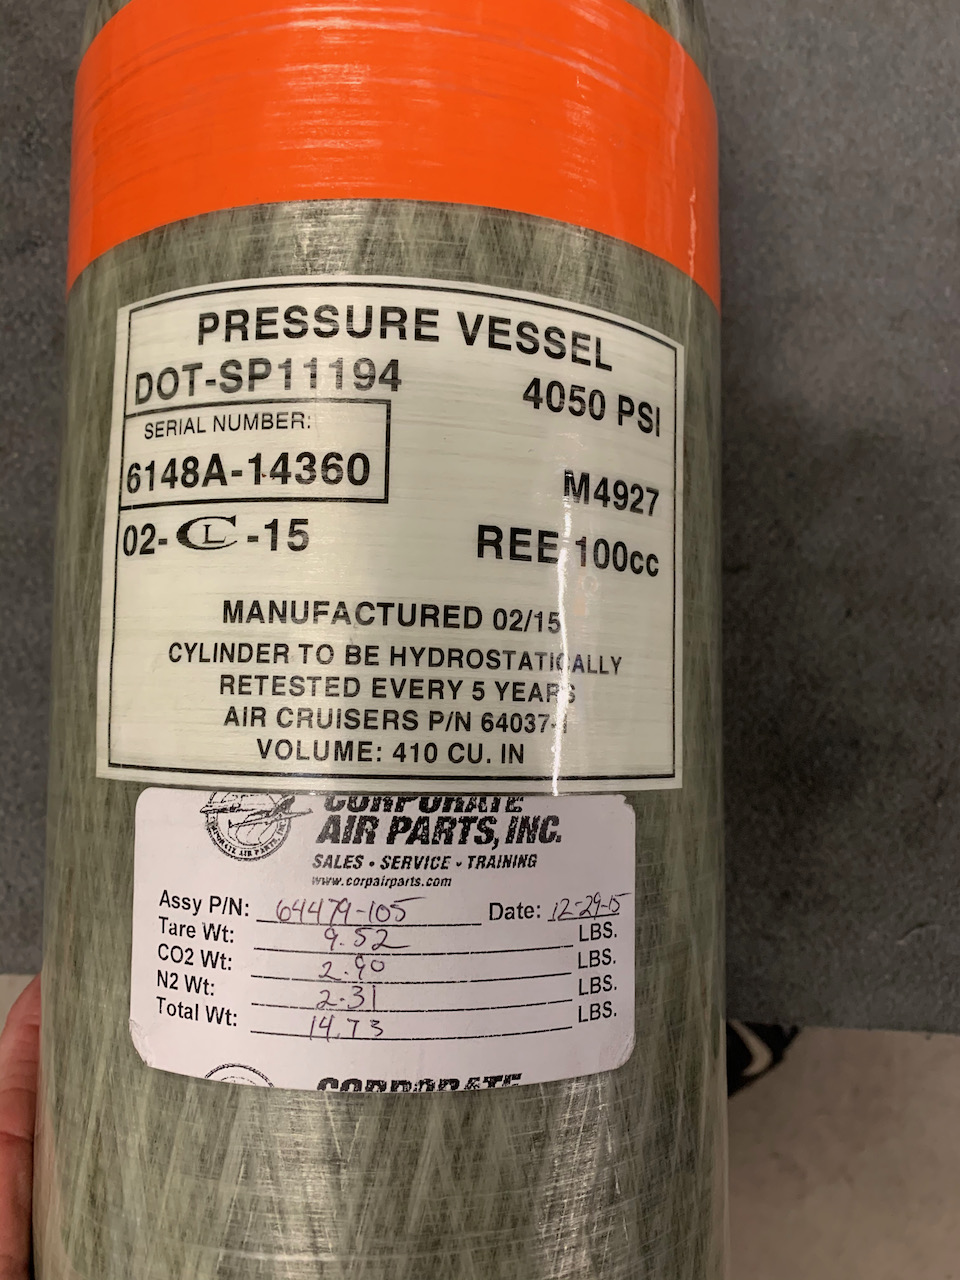 PRESSURE VESSEL
DOT-SP11194
4050 PSI
SERIAL NUMBER:
6148A-14360
M4927
02-CL-15
REE 100cc
MANUFACTURED 02/15
CYLINDER TO BE HYDROSTATICALLY
RETESTED EVERY 5 YEARS
AIR CRUISERS P/N 64037-1
VOLUME: 410 CU. IN
CORPORATE
AIR PARTS, INC.
SALES • SERVICE • TRAINING
www.corpairparts.com
Assy P/N: 64479-105 Date: 12-29-15
Tare Wt: 9.52 LBS.
CO2 Wt: 2.90 LBS.
N2 Wt: 2.31 LBS.
Total Wt: 14.73 LBS.
CORPORATE